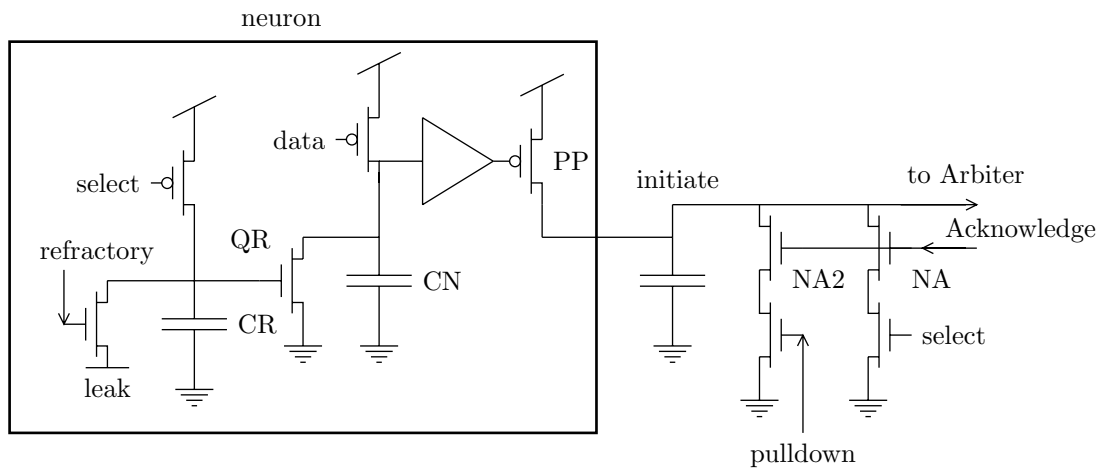 neuron
data
PP
select
initiate
to Arbiter
Acknowledge
refractory
QR
CN
NA2
NA
CR
select
leak
pulldown